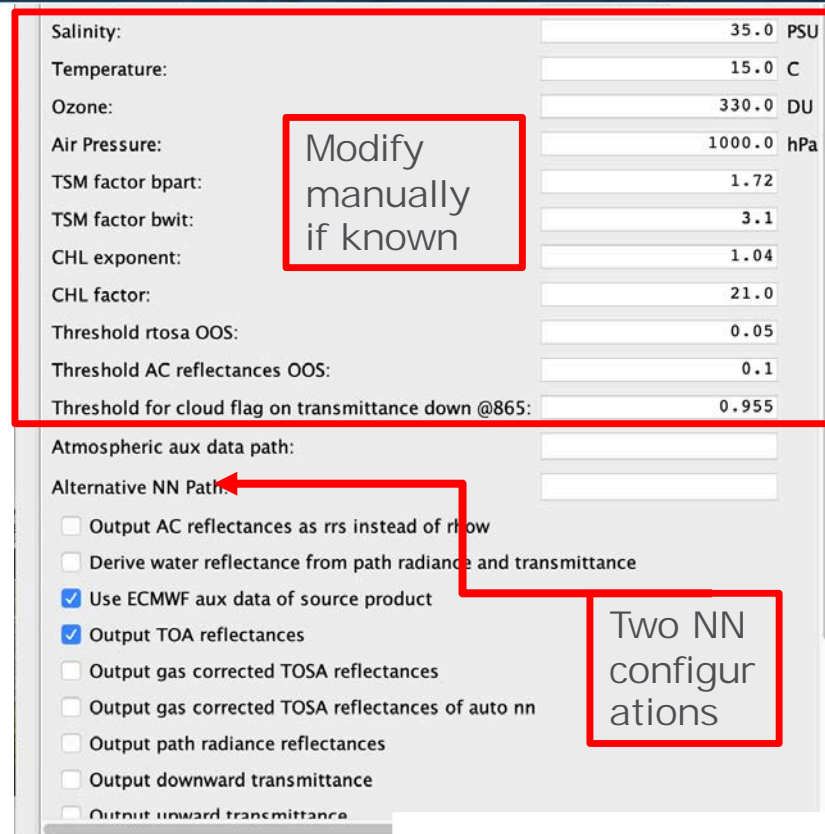 Salinity: 35.0 PSU
Temperature: 15.0 C
Ozone: 330.0 DU
Air Pressure: 1000.0 hPa
TSM factor bpart: 1.72
TSM factor bwit: 3.1
CHL exponent: 1.04
CHL factor: 21.0
Threshold rtosa OOS: 0.05
Threshold AC reflectances OOS: 0.1
Threshold for cloud flag on transmittance down @865: 0.955
Modify
manually
if known
Atmospheric aux data path:
Alternative NN Path:
Output AC reflectances as rrs instead of rhow
Derive water reflectance from path radiance and transmittance
Use ECMWF aux data of source product
Output TOA reflectances
Output gas corrected TOSA reflectances
Output gas corrected TOSA reflectances of auto nn
Output path radiance reflectances
Output downward transmittance
Output upward transmittance
Two NN
configur
ations